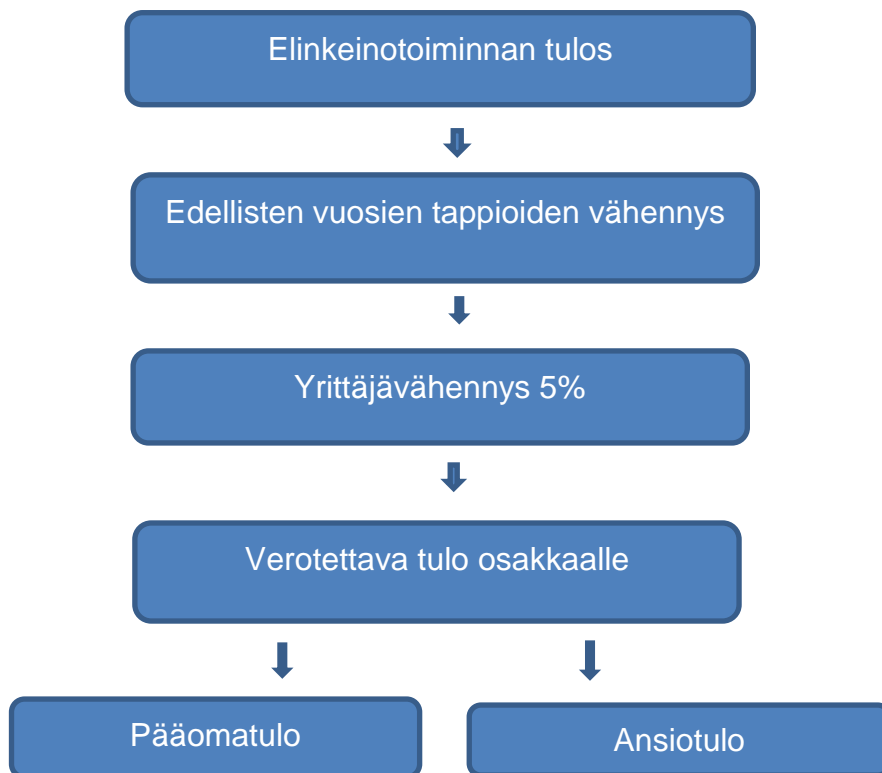 Elinkeinotoiminnan tulos
Edellisten vuosien tappioiden vähennys
Yrittäjävähennys 5%
Verotettava tulo osakkaalle
Pääomatulo
Ansiotulo